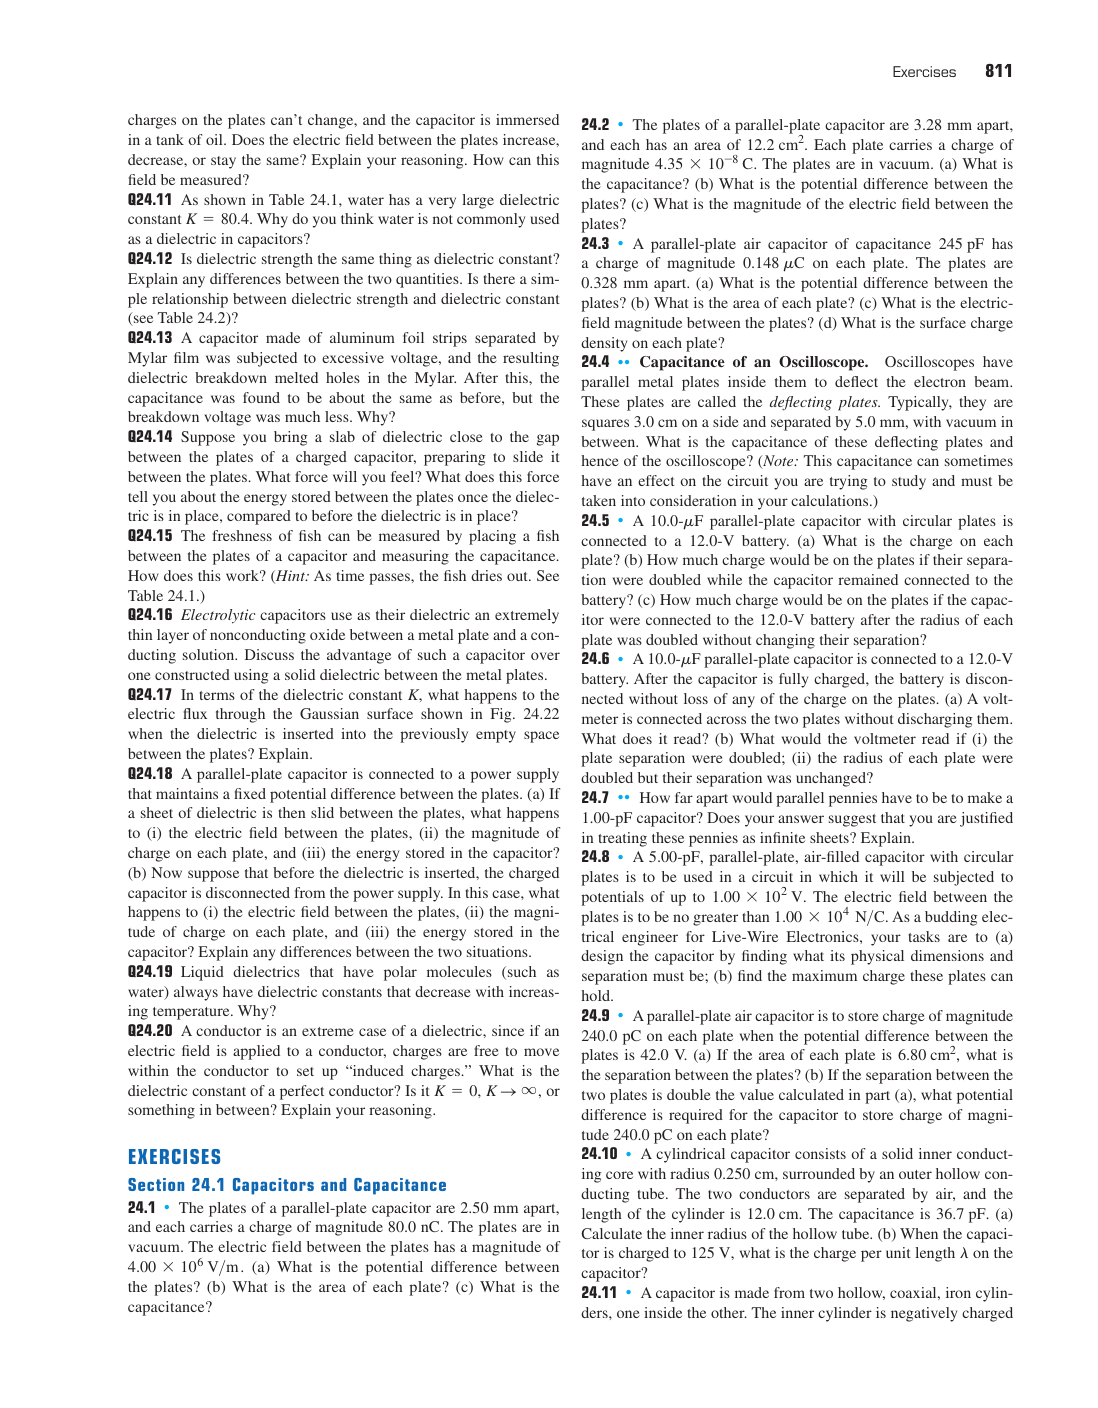 Exercises 811
charges on the plates can't change, and the capacitor is immersed
in a tank of oil. Does the electric field between the plates increase,
decrease, or stay the same? Explain your reasoning. How can this
field be measured?
Q24.11 As shown in Table 24.1, water has a very large dielectric
constant K = 80.4. Why do you think water is not commonly used
as a dielectric in capacitors?
Q24.12 Is dielectric strength the same thing as dielectric constant?
Explain any differences between the two quantities. Is there a sim-
ple relationship between dielectric strength and dielectric constant
(see Table 24.2)?
Q24.13 A capacitor made of aluminum foil strips separated by
Mylar film was subjected to excessive voltage, and the resulting
dielectric breakdown melted holes in the Mylar. After this, the
capacitance was found to be about the same as before, but the
breakdown voltage was much less. Why?
Q24.14 Suppose you bring a slab of dielectric close to the gap
between the plates of a charged capacitor, preparing to slide it
between the plates. What force will you feel? What does this force
tell you about the energy stored between the plates once the dielec-
tric is in place, compared to before the dielectric is in place?
Q24.15 The freshness of fish can be measured by placing a fish
between the plates of a capacitor and measuring the capacitance.
How does this work? (Hint: As time passes, the fish dries out. See
Table 24.1.)
Q24.16 Electrolytic capacitors use as their dielectric an extremely
thin layer of nonconducting oxide between a metal plate and a con-
ducting solution. Discuss the advantage of such a capacitor over
one constructed using a solid dielectric between the metal plates.
Q24.17 In terms of the dielectric constant K, what happens to the
electric flux through the Gaussian surface shown in Fig. 24.22
when the dielectric is inserted into the previously empty space
between the plates? Explain.
Q24.18 A parallel-plate capacitor is connected to a power supply
that maintains a fixed potential difference between the plates. (a) If
a sheet of dielectric is then slid between the plates, what happens
to (i) the electric field between the plates, (ii) the magnitude of
charge on each plate, and (iii) the energy stored in the capacitor?
(b) Now suppose that before the dielectric is inserted, the charged
capacitor is disconnected from the power supply. In this case, what
happens to (i) the electric field between the plates, (ii) the magni-
tude of charge on each plate, and (iii) the energy stored in the
capacitor? Explain any differences between the two situations.
Q24.19 Liquid dielectrics that have polar molecules (such as
water) always have dielectric constants that decrease with increas-
ing temperature. Why?
Q24.20 A conductor is an extreme case of a dielectric, since if an
electric field is applied to a conductor, charges are free to move
within the conductor to set up “induced charges.” What is the
dielectric constant of a perfect conductor? Is it K = 0, K → ∞, or
something in between? Explain your reasoning.
EXERCISES
Section 24.1 Capacitors and Capacitance
24.1 • The plates of a parallel-plate capacitor are 2.50 mm apart,
and each carries a charge of magnitude 80.0 nC. The plates are in
vacuum. The electric field between the plates has a magnitude of
4.00 × 10⁶ V/m. (a) What is the potential difference between
the plates? (b) What is the area of each plate? (c) What is the
capacitance?
24.2 • The plates of a parallel-plate capacitor are 3.28 mm apart,
and each has an area of 12.2 cm². Each plate carries a charge of
magnitude 4.35 × 10⁻⁸ C. The plates are in vacuum. (a) What is
the capacitance? (b) What is the potential difference between the
plates? (c) What is the magnitude of the electric field between the
plates?
24.3 • A parallel-plate air capacitor of capacitance 245 pF has
a charge of magnitude 0.148 μC on each plate. The plates are
0.328 mm apart. (a) What is the potential difference between the
plates? (b) What is the area of each plate? (c) What is the electric-
field magnitude between the plates? (d) What is the surface charge
density on each plate?
24.4 •• Capacitance of an Oscilloscope. Oscilloscopes have
parallel metal plates inside them to deflect the electron beam.
These plates are called the deflecting plates. Typically, they are
squares 3.0 cm on a side and separated by 5.0 mm, with vacuum in
between. What is the capacitance of these deflecting plates and
hence of the oscilloscope? (Note: This capacitance can sometimes
have an effect on the circuit you are trying to study and must be
taken into consideration in your calculations.)
24.5 • A 10.0-μF parallel-plate capacitor with circular plates is
connected to a 12.0-V battery. (a) What is the charge on each
plate? (b) How much charge would be on the plates if their separa-
tion were doubled while the capacitor remained connected to the
battery? (c) How much charge would be on the plates if the capac-
itor were connected to the 12.0-V battery after the radius of each
plate was doubled without changing their separation?
24.6 • A 10.0-μF parallel-plate capacitor is connected to a 12.0-V
battery. After the capacitor is fully charged, the battery is discon-
nected without loss of any of the charge on the plates. (a) A volt-
meter is connected across the two plates without discharging them.
What does it read? (b) What would the voltmeter read if (i) the
plate separation were doubled; (ii) the radius of each plate were
doubled but their separation was unchanged?
24.7 •• How far apart would parallel pennies have to be to make a
1.00-pF capacitor? Does your answer suggest that you are justified
in treating these pennies as infinite sheets? Explain.
24.8 • A 5.00-pF, parallel-plate, air-filled capacitor with circular
plates is to be used in a circuit in which it will be subjected to
potentials of up to 1.00 × 10² V. The electric field between the
plates is to be no greater than 1.00 × 10⁴ N/C. As a budding elec-
trical engineer for Live-Wire Electronics, your tasks are to (a)
design the capacitor by finding what its physical dimensions and
separation must be; (b) find the maximum charge these plates can
hold.
24.9 • A parallel-plate air capacitor is to store charge of magnitude
240.0 pC on each plate when the potential difference between the
plates is 42.0 V. (a) If the area of each plate is 6.80 cm², what is
the separation between the plates? (b) If the separation between the
two plates is double the value calculated in part (a), what potential
difference is required for the capacitor to store charge of magni-
tude 240.0 pC on each plate?
24.10 • A cylindrical capacitor consists of a solid inner conduct-
ing core with radius 0.250 cm, surrounded by an outer hollow con-
ducting tube. The two conductors are separated by air, and the
length of the cylinder is 12.0 cm. The capacitance is 36.7 pF. (a)
Calculate the inner radius of the hollow tube. (b) When the capaci-
tor is charged to 125 V, what is the charge per unit length λ on the
capacitor?
24.11 • A capacitor is made from two hollow, coaxial, iron cylin-
ders, one inside the other. The inner cylinder is negatively charged